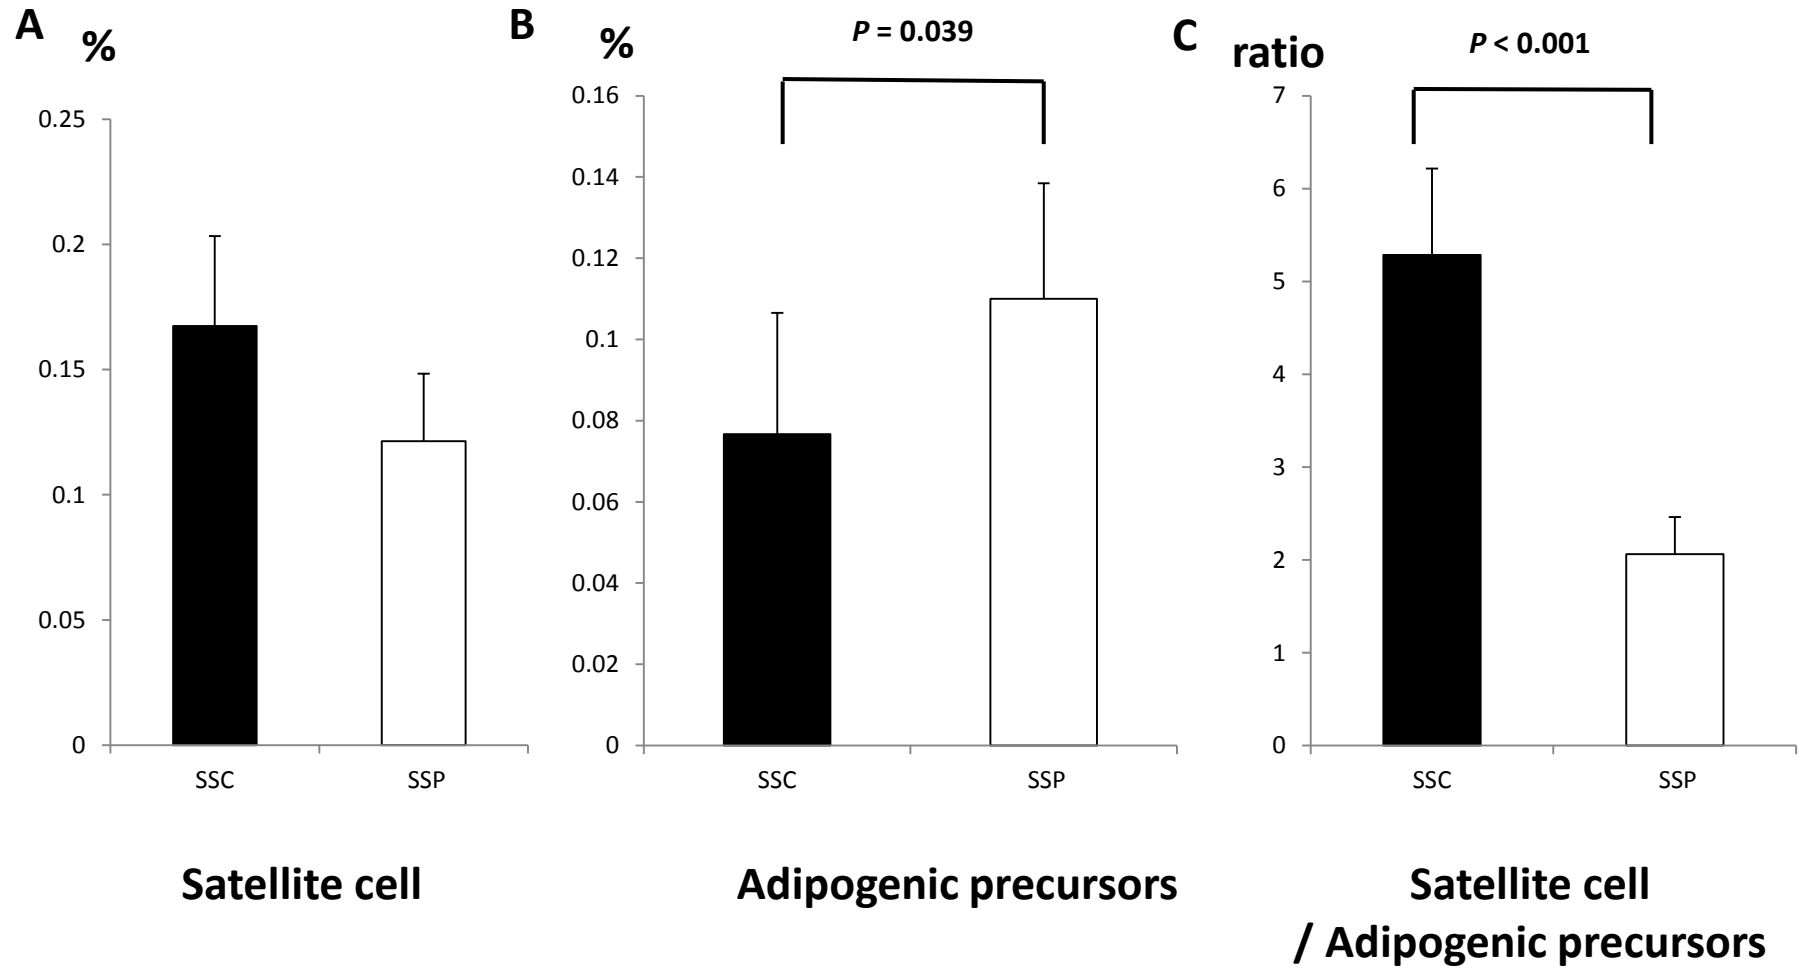 A
%
0.25
0.2
0.15
0.1
0.05
0
SSC SSP
Satellite cell
B
%
P = 0.039
0.16
0.14
0.12
0.1
0.08
0.06
0.04
0.02
0
SSC SSP
Adipogenic precursors
C
ratio
P < 0.001
7
6
5
4
3
2
1
0
SSC SSP
Satellite cell
/ Adipogenic precursors